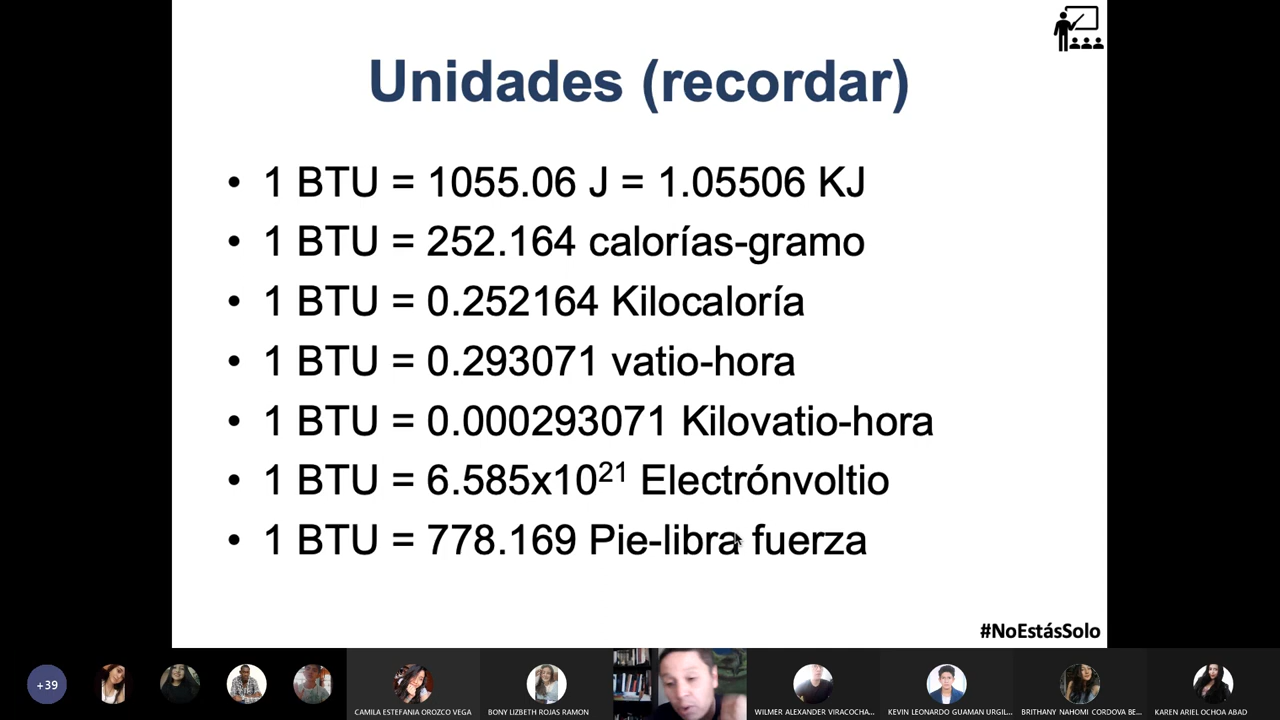 Unidades (recordar)
• 1 BTU = 1055.06 J = 1.05506 KJ
• 1 BTU = 252.164 calorías-gramo
• 1 BTU = 0.252164 Kilocaloría
• 1 BTU = 0.293071 vatio-hora
• 1 BTU = 0.000293071 Kilovatio-hora
• 1 BTU = 6.585x10²¹ Electrónvoltio
• 1 BTU = 778.169 Pie-libra fuerza
#NoEstásSolo
+39
CAMILA ESTEFANIA OROZCO VEGA
BONY LIZBETH ROJAS RAMON
WILMER ALEXANDER VIRACOCHA...
KEVIN LEONARDO GUAMAN URGIL...
BRITHANY NAHOMI CORDOVA BE...
KAREN ARIEL OCHOA ABAD